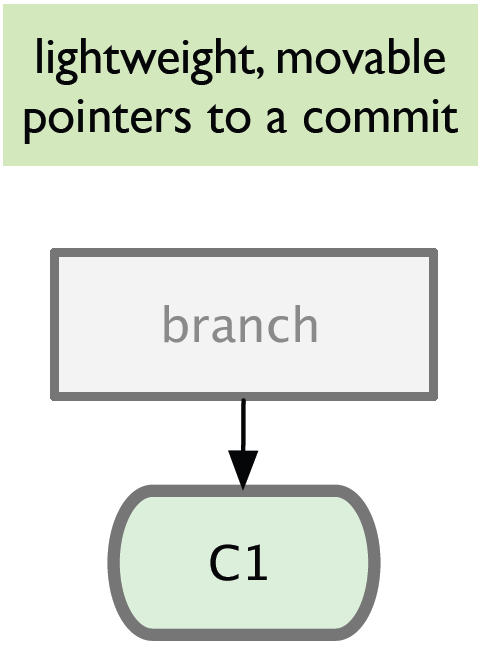 lightweight, movable
pointers to a commit
branch
C1